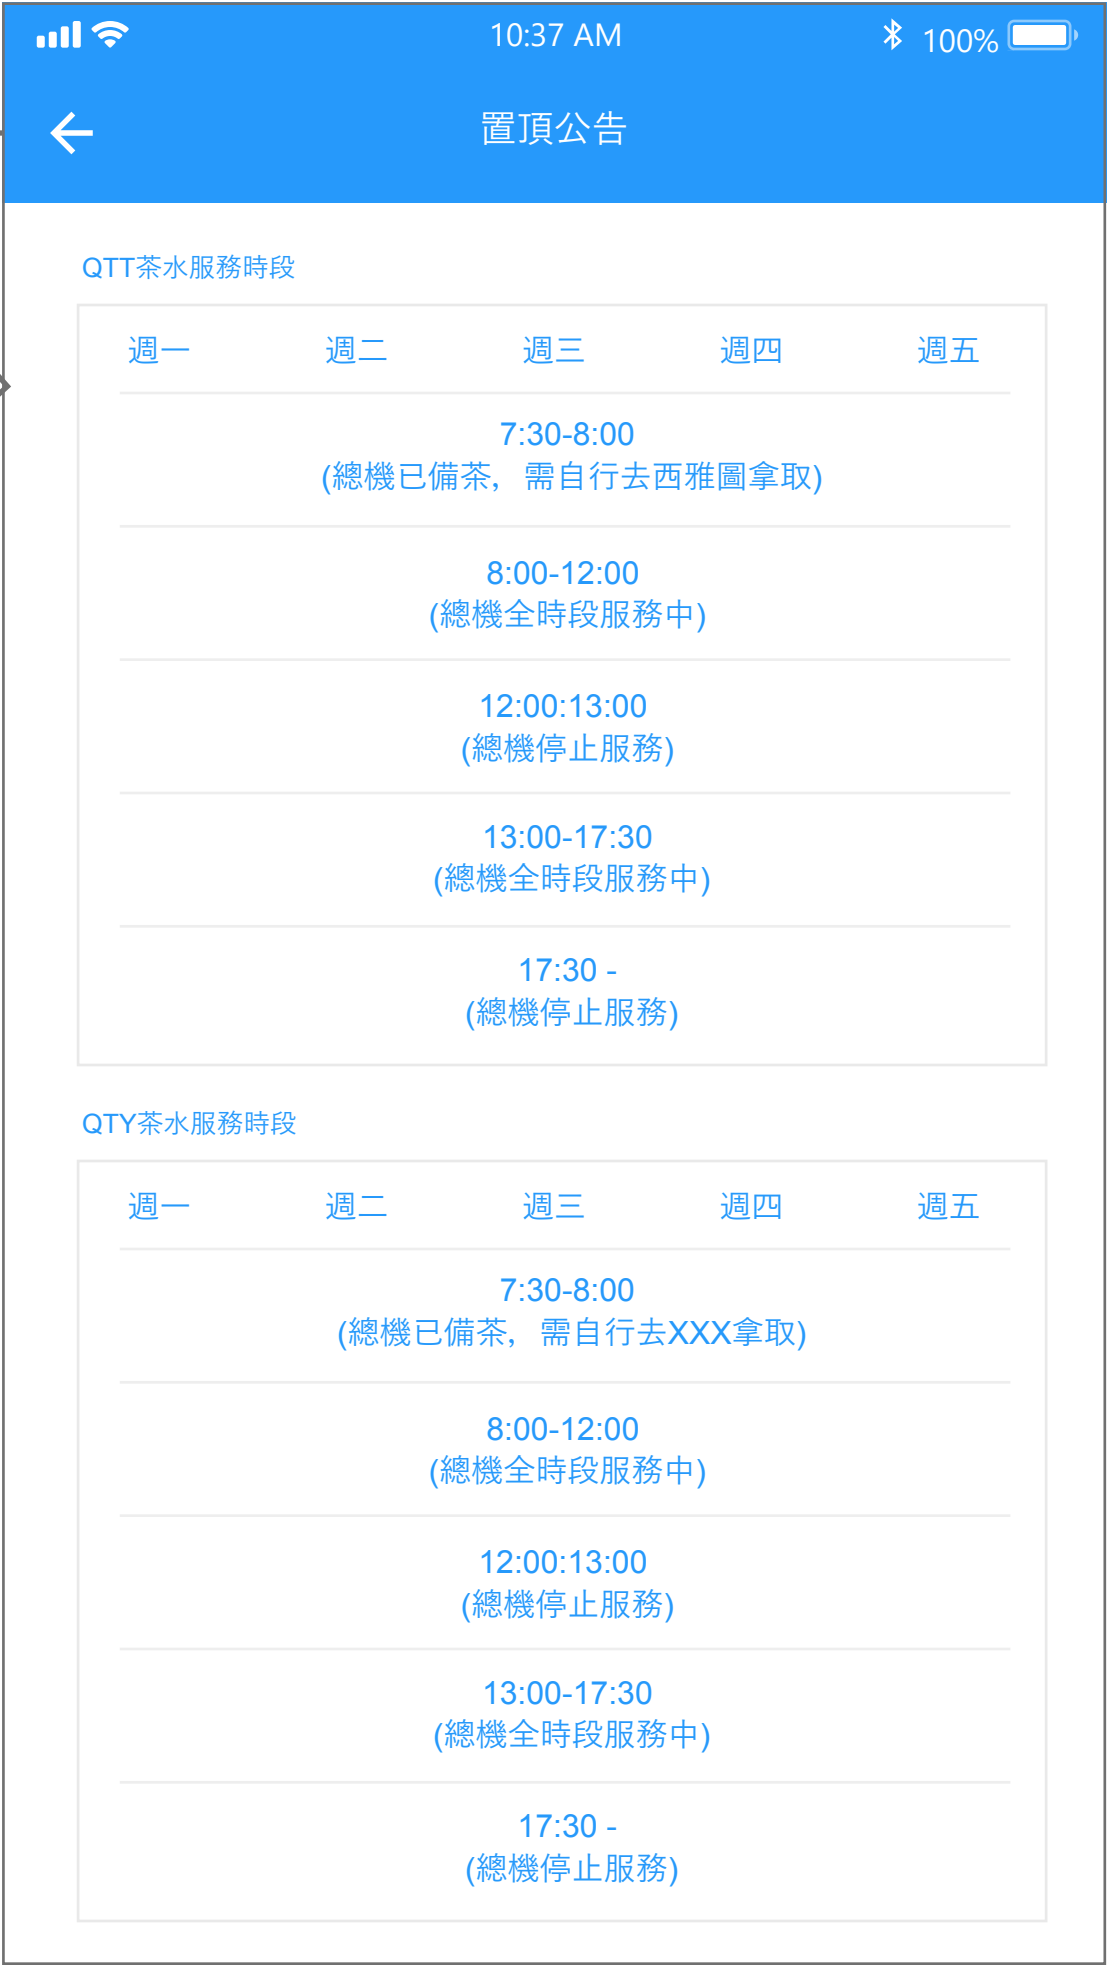 10:37 AM
100%
置頂公告
QTT茶水服務時段
週一 週二 週三 週四 週五
7:30-8:00
(總機已備茶，需自行去西雅圖拿取)
8:00-12:00
(總機全時段服務中)
12:00:13:00
(總機停止服務)
13:00-17:30
(總機全時段服務中)
17:30 -
(總機停止服務)
QTY茶水服務時段
週一 週二 週三 週四 週五
7:30-8:00
(總機已備茶，需自行去XXX拿取)
8:00-12:00
(總機全時段服務中)
12:00:13:00
(總機停止服務)
13:00-17:30
(總機全時段服務中)
17:30 -
(總機停止服務)